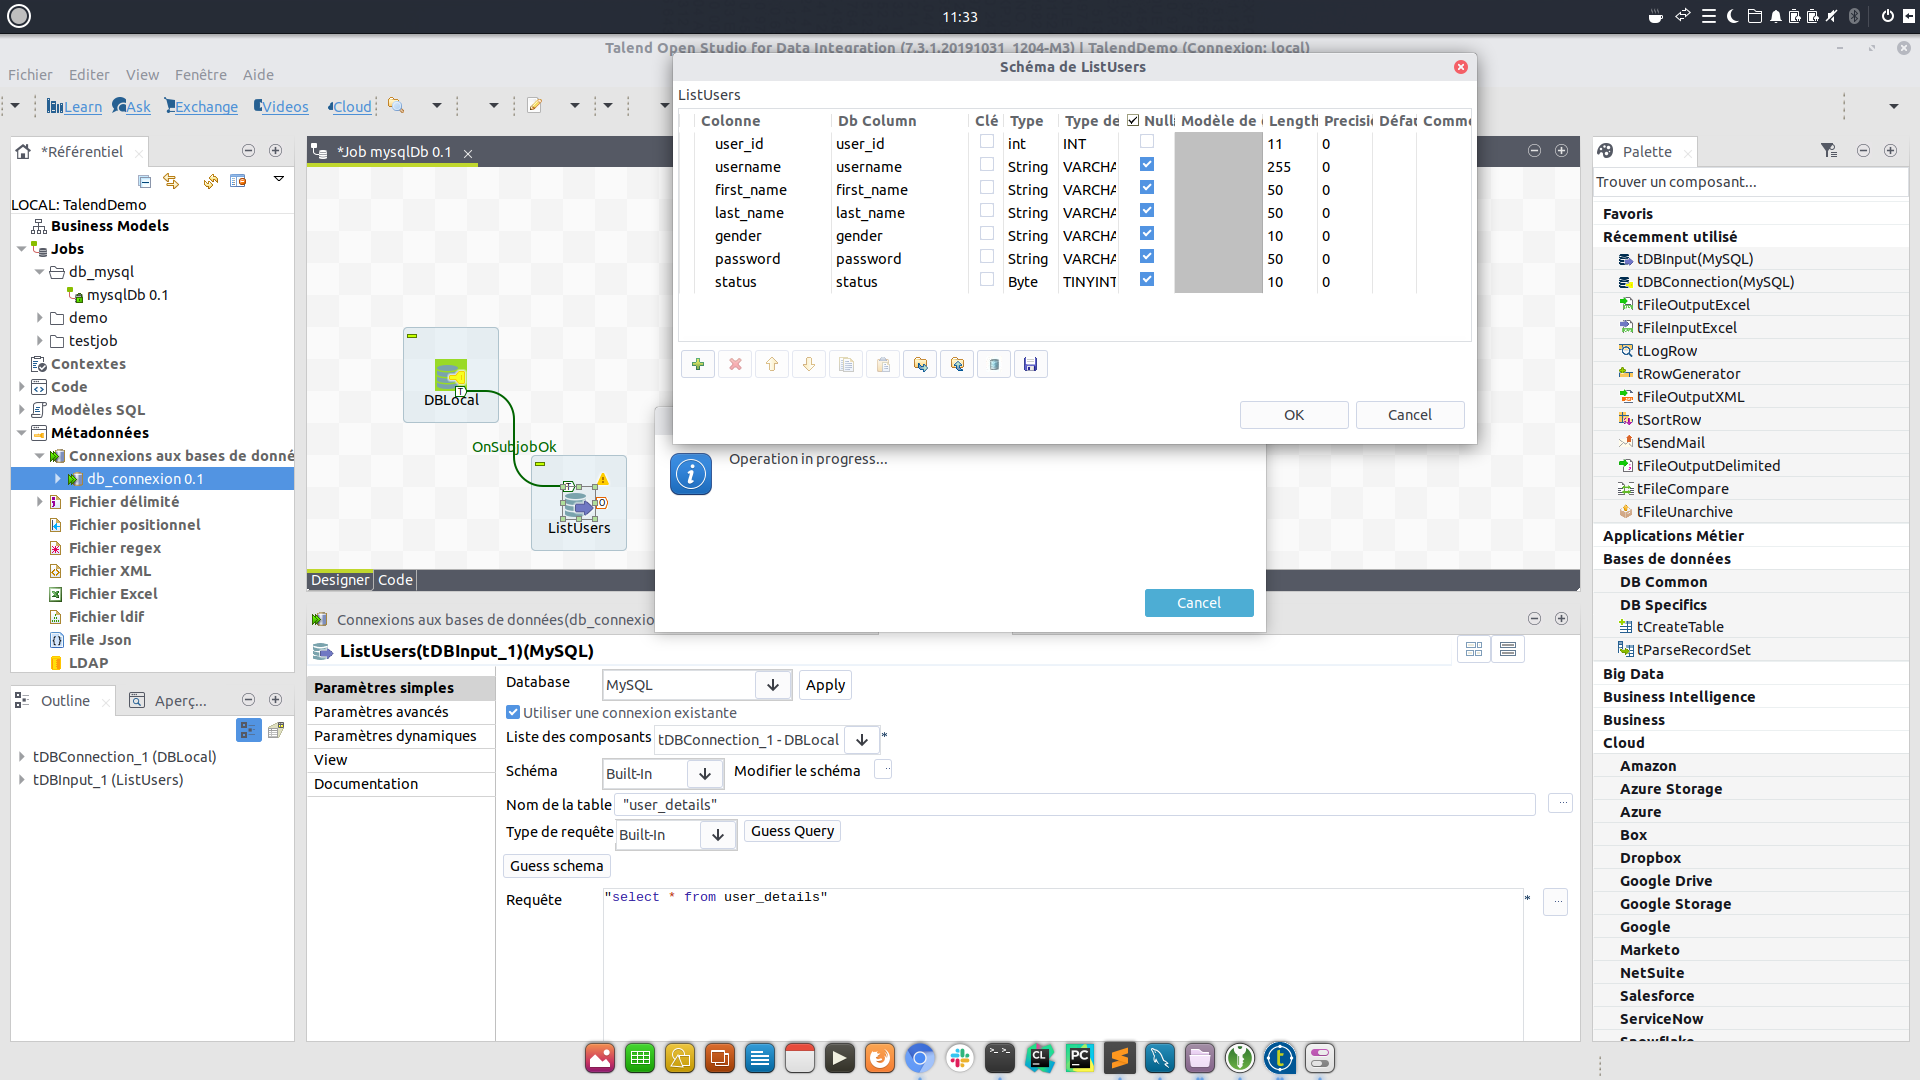 11:33
Talend Open Studio for Data Integration (7.3.1.20191031_1204-M3) | TalendDemo (Connexion: local)
Fichier Editer View Fenêtre Aide
Learn Ask Exchange Videos Cloud
*Référentiel
LOCAL: TalendDemo
Business Models
Jobs
db_mysql
mysqlDb 0.1
demo
testjob
Contextes
Code
Modèles SQL
Métadonnées
Connexions aux bases de donné
db_connexion 0.1
Fichier délimité
Fichier positionnel
Fichier regex
Fichier XML
Fichier Excel
Fichier ldif
File Json
LDAP
Outline Aperç...
tDBConnection_1 (DBLocal)
tDBInput_1 (ListUsers)
*Job mysqlDb 0.1
DBLocal
OnSubjobOk
ListUsers
Designer Code
Schéma de ListUsers
ListUsers
Colonne Db Column Clé Type Type de Null Modèle de Length Precisio Défau Comme
user_id user_id int INT 11 0
username username String VARCHA 255 0
first_name first_name String VARCHA 50 0
last_name last_name String VARCHA 50 0
gender gender String VARCHA 10 0
password password String VARCHA 50 0
status status Byte TINYINT 10 0
OK Cancel
Operation in progress...
Cancel
Connexions aux bases de données(db_connexio
ListUsers(tDBInput_1)(MySQL)
Paramètres simples
Paramètres avancés
Paramètres dynamiques
View
Documentation
Database MySQL Apply
Utiliser une connexion existante
Liste des composants tDBConnection_1 - DBLocal *
Schéma Built-In Modifier le schéma ...
Nom de la table "user_details" ...
Type de requête Built-In Guess Query
Guess schema
Requête "select * from user_details" * ...
Palette
Trouver un composant...
Favoris
Récemment utilisé
tDBInput(MySQL)
tDBConnection(MySQL)
tFileOutputExcel
tFileInputExcel
tLogRow
tRowGenerator
tFileOutputXML
tSortRow
tSendMail
tFileOutputDelimited
tFileCompare
tFileUnarchive
Applications Métier
Bases de données
DB Common
DB Specifics
tCreateTable
tParseRecordSet
Big Data
Business Intelligence
Business
Cloud
Amazon
Azure Storage
Azure
Box
Dropbox
Google Drive
Google Storage
Google
Marketo
NetSuite
Salesforce
ServiceNow
Snowflake
CL PC